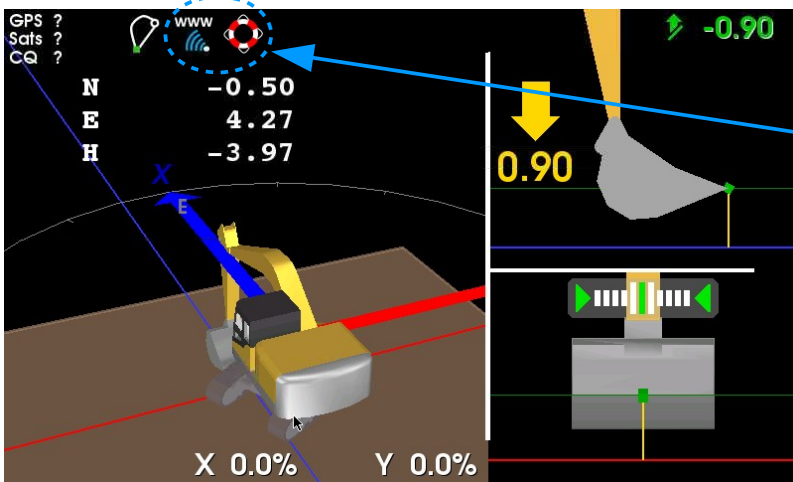 GPS ?
Sats ?
CQ ?
WWW
N -0.50
E 4.27
H -3.97
X
E
X 0.0% Y 0.0%
-0.90
0.90